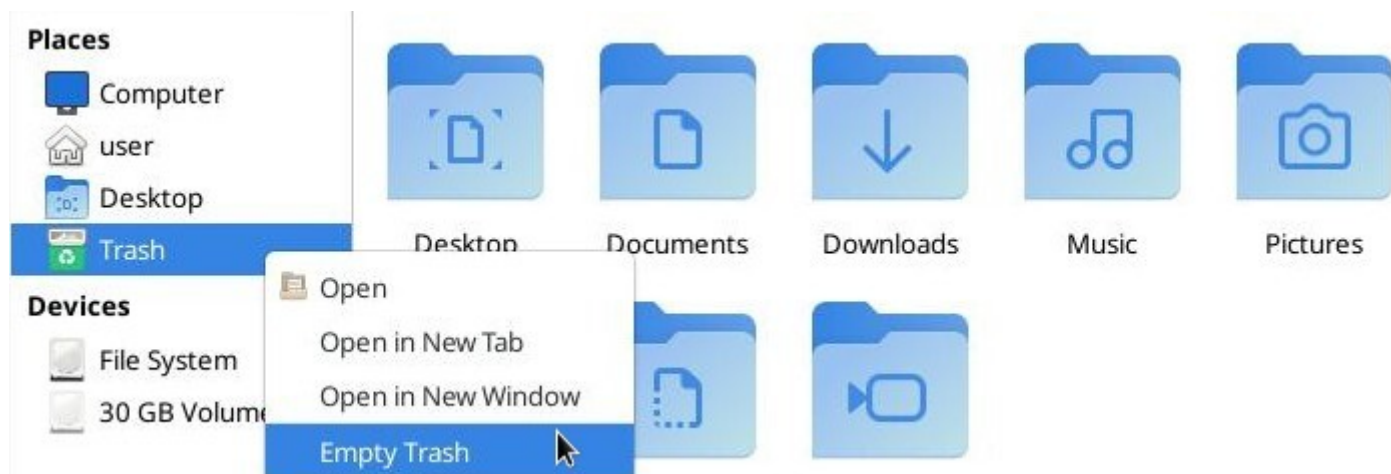 Places
Computer
user
Desktop
Trash
Devices
File System
30 GB Volume
Desktop
Documents
Downloads
Music
Pictures
Open
Open in New Tab
Open in New Window
Empty Trash